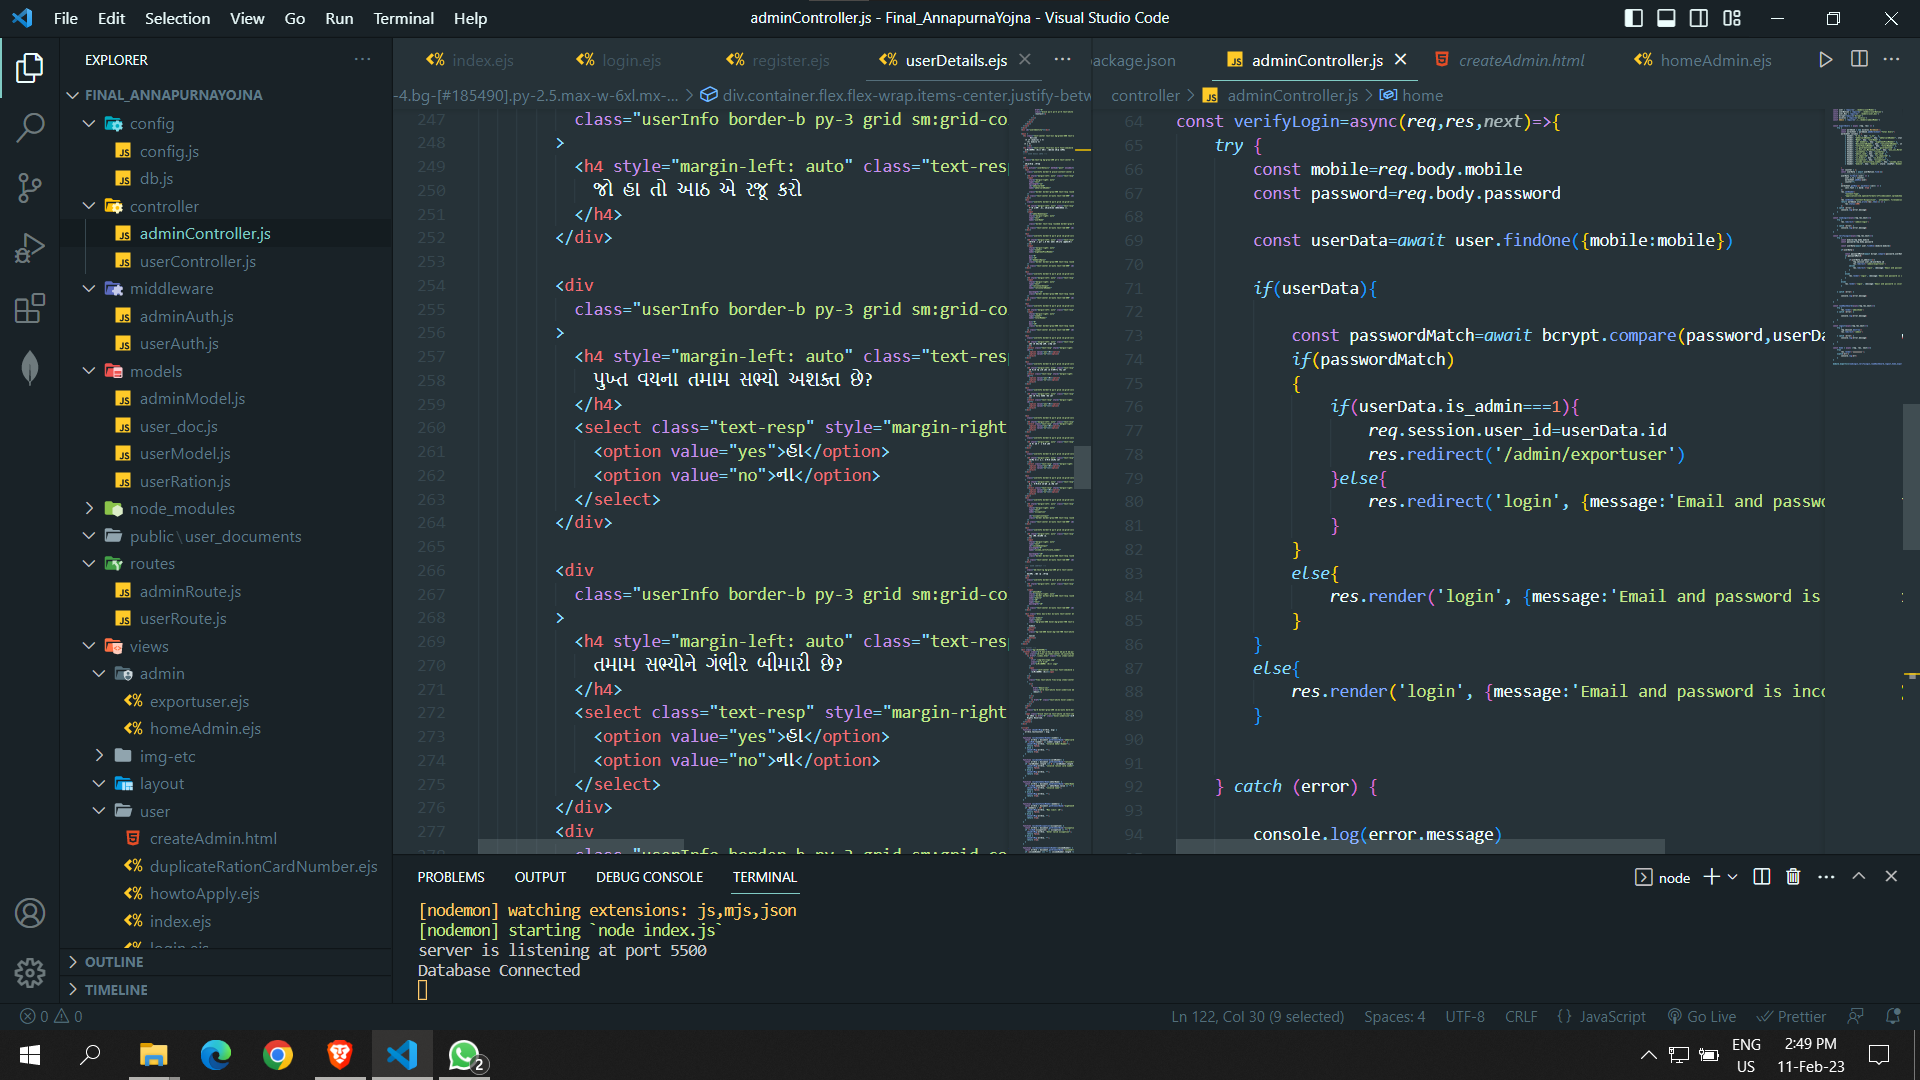 File Edit Selection View Go Run Terminal Help
adminController.js - Final_AnnapurnaYojna - Visual Studio Code
EXPLORER
FINAL_ANNAPURNAYOJNA
config
config.js
db.js
controller
adminController.js
userController.js
middleware
adminAuth.js
userAuth.js
models
adminModel.js
user_doc.js
userModel.js
userRation.js
node_modules
public\user_documents
routes
adminRoute.js
userRoute.js
views
admin
exportuser.ejs
homeAdmin.ejs
img-etc
layout
user
createAdmin.html
duplicateRationCardNumber.ejs
howtoApply.ejs
index.ejs
login.ejs
OUTLINE
TIMELINE
index.ejs login.ejs register.ejs userDetails.ejs
-4.bg-[#185490].py-2.5.max-w-6xl.mx-... > div.container.flex.flex-wrap.items-center.justify-betw
247 class="userInfo border-b py-3 grid sm:grid-co
248 >
249 <h4 style="margin-left: auto" class="text-resp
250 જો હા તો આઠ એ રજૂ કરો
251 </h4>
252 </div>
253
254 <div
255 class="userInfo border-b py-3 grid sm:grid-co
256 >
257 <h4 style="margin-left: auto" class="text-resp
258 પુખ્ત વયના તમામ સભ્યો અશક્ત છે?
259 </h4>
260 <select class="text-resp" style="margin-right
261 <option value="yes">હા</option>
262 <option value="no">ના</option>
263 </select>
264 </div>
265
266 <div
267 class="userInfo border-b py-3 grid sm:grid-co
268 >
269 <h4 style="margin-left: auto" class="text-resp
270 તમામ સભ્યોને ગંભીર બીમારી છે?
271 </h4>
272 <select class="text-resp" style="margin-right
273 <option value="yes">હા</option>
274 <option value="no">ના</option>
275 </select>
276 </div>
277 <div
278 class="userInfo border-b py-3 grid sm:grid-co
package.json adminController.js createAdmin.html homeAdmin.ejs
controller > adminController.js > home
64 const verifyLogin=async(req,res,next)=>{
65 try {
66 const mobile=req.body.mobile
67 const password=req.body.password
68
69 const userData=await user.findOne({mobile:mobile})
70
71 if(userData){
72
73 const passwordMatch=await bcrypt.compare(password,userDa
74 if(passwordMatch)
75 {
76 if(userData.is_admin===1){
77 req.session.user_id=userData.id
78 res.redirect('/admin/exportuser')
79 }else{
80 res.redirect('login', {message:'Email and passwo
81 }
82 }
83 else{
84 res.render('login', {message:'Email and password is
85 }
86 }
87 else{
88 res.render('login', {message:'Email and password is inco
89 }
90
91
92 } catch (error) {
93
94 console.log(error.message)
PROBLEMS OUTPUT DEBUG CONSOLE TERMINAL
node
[nodemon] watching extensions: js,mjs,json
[nodemon] starting `node index.js`
server is listening at port 5500
Database Connected
0 0
Ln 122, Col 30 (9 selected) Spaces: 4 UTF-8 CRLF {} JavaScript Go Live Prettier
2
ENG
US
2:49 PM
11-Feb-23